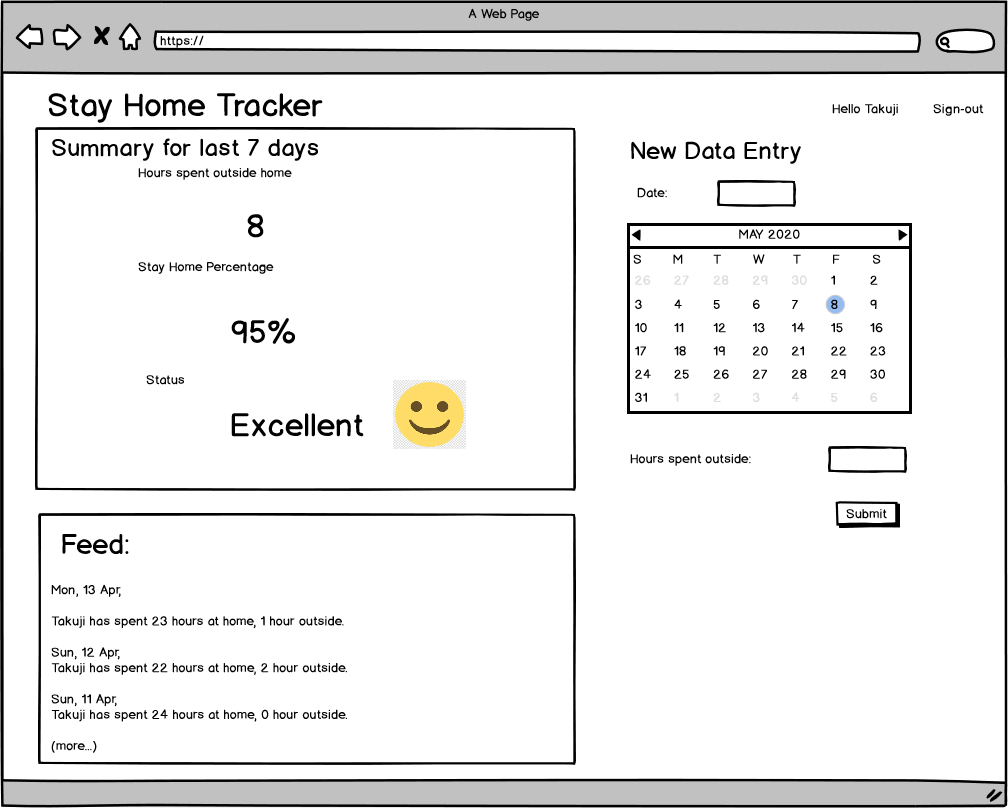 A Web Page
https://
Stay Home Tracker
Hello Takuji
Sign-out
Summary for last 7 days
Hours spent outside home
8
Stay Home Percentage
95%
Status
Excellent
New Data Entry
Date:
MAY 2020
S M T W T F S
26 27 28 29 30 1 2
3 4 5 6 7 8 9
10 11 12 13 14 15 16
17 18 19 20 21 22 23
24 25 26 27 28 29 30
31 1 2 3 4 5 6
Hours spent outside:
Submit
Feed:
Mon, 13 Apr,
Takuji has spent 23 hours at home, 1 hour outside.
Sun, 12 Apr,
Takuji has spent 22 hours at home, 2 hour outside.
Sun, 11 Apr,
Takuji has spent 24 hours at home, 0 hour outside.
(more...)